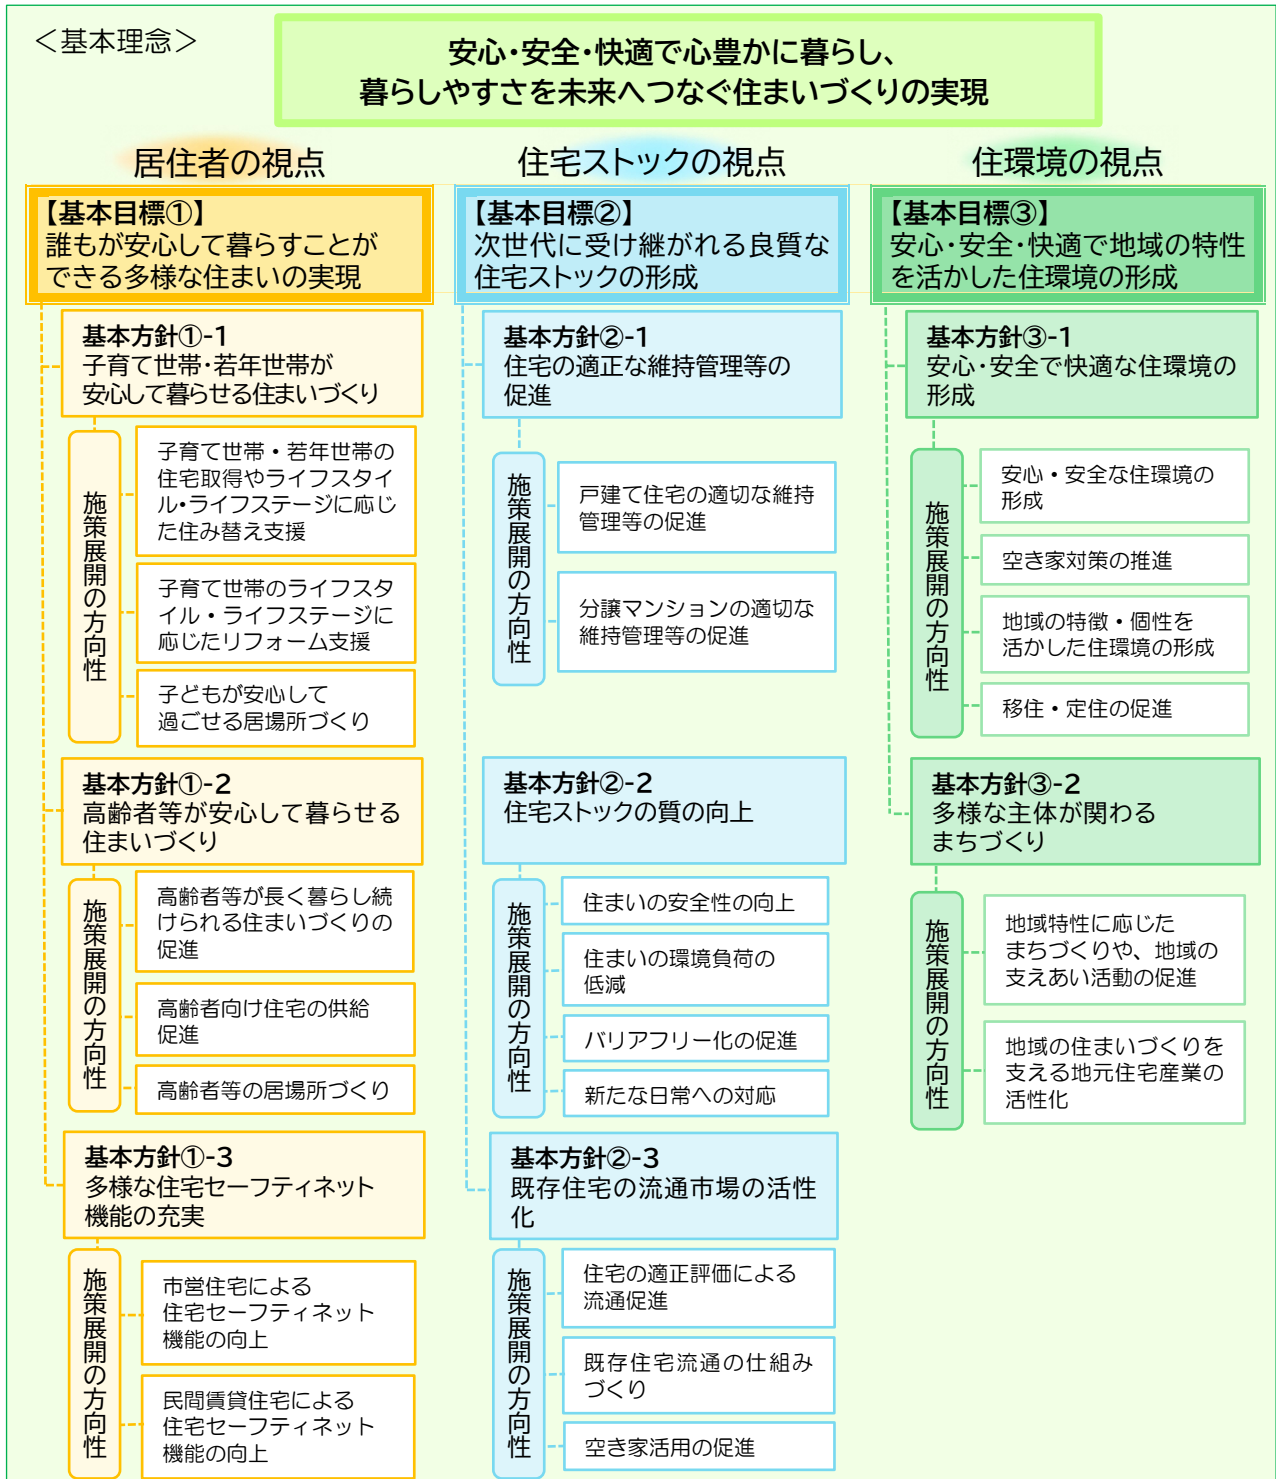 ＜基本理念＞
安心・安全・快適で心豊かに暮らし、
暮らしやすさを未来へつなぐ住まいづくりの実現
居住者の視点
【基本目標①】
誰もが安心して暮らすことが
できる多様な住まいの実現
基本方針①-1
子育て世帯・若年世帯が
安心して暮らせる住まいづくり
施策展開の方向性
子育て世帯・若年世帯の
住宅取得やライフスタイ
ル・ライフステージに応じ
た住み替え支援
子育て世帯のライフスタ
イル・ライフステージに
応じたリフォーム支援
子どもが安心して
過ごせる居場所づくり
基本方針①-2
高齢者等が安心して暮らせる
住まいづくり
施策展開の方向性
高齢者等が長く暮らし続
けられる住まいづくりの
促進
高齢者向け住宅の供給
促進
高齢者等の居場所づくり
基本方針①-3
多様な住宅セーフティネット
機能の充実
施策展開の方向性
市営住宅による
住宅セーフティネット
機能の向上
民間賃貸住宅による
住宅セーフティネット
機能の向上
住宅ストックの視点
【基本目標②】
次世代に受け継がれる良質な
住宅ストックの形成
基本方針②-1
住宅の適正な維持管理等の
促進
施策展開の方向性
戸建て住宅の適切な維持
管理等の促進
分譲マンションの適切な
維持管理等の促進
基本方針②-2
住宅ストックの質の向上
施策展開の方向性
住まいの安全性の向上
住まいの環境負荷の
低減
バリアフリー化の促進
新たな日常への対応
基本方針②-3
既存住宅の流通市場の活性
化
施策展開の方向性
住宅の適正評価による
流通促進
既存住宅流通の仕組み
づくり
空き家活用の促進
住環境の視点
【基本目標③】
安心・安全・快適で地域の特性
を活かした住環境の形成
基本方針③-1
安心・安全で快適な住環境の
形成
施策展開の方向性
安心・安全な住環境の
形成
空き家対策の推進
地域の特徴・個性を
活かした住環境の形成
移住・定住の促進
基本方針③-2
多様な主体が関わる
まちづくり
施策展開の方向性
地域特性に応じた
まちづくりや、地域の
支えあい活動の促進
地域の住まいづくりを
支える地元住宅産業の
活性化